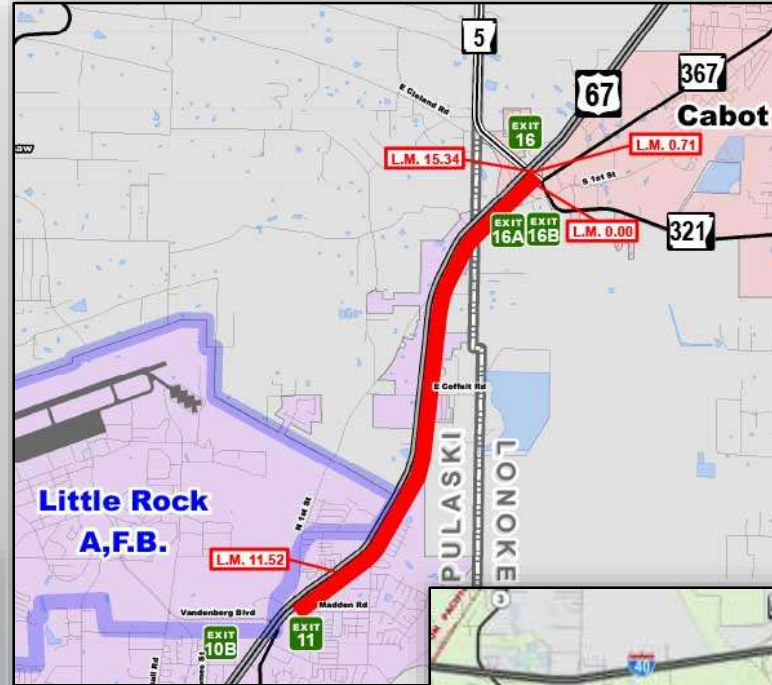 5
67
367
E Cleland Rd
Cabot
EXIT
16
L.M. 15.34
L.M. 0.71
S 1st St
EXIT
16A
EXIT
16B
L.M. 0.00
321
E Coffelt Rd
PULASKI
LONOKE
Little Rock
A,F.B.
N 1st St
L.M. 11.52
Vandenberg Blvd
Madden Rd
EXIT
10B
EXIT
11
3
40